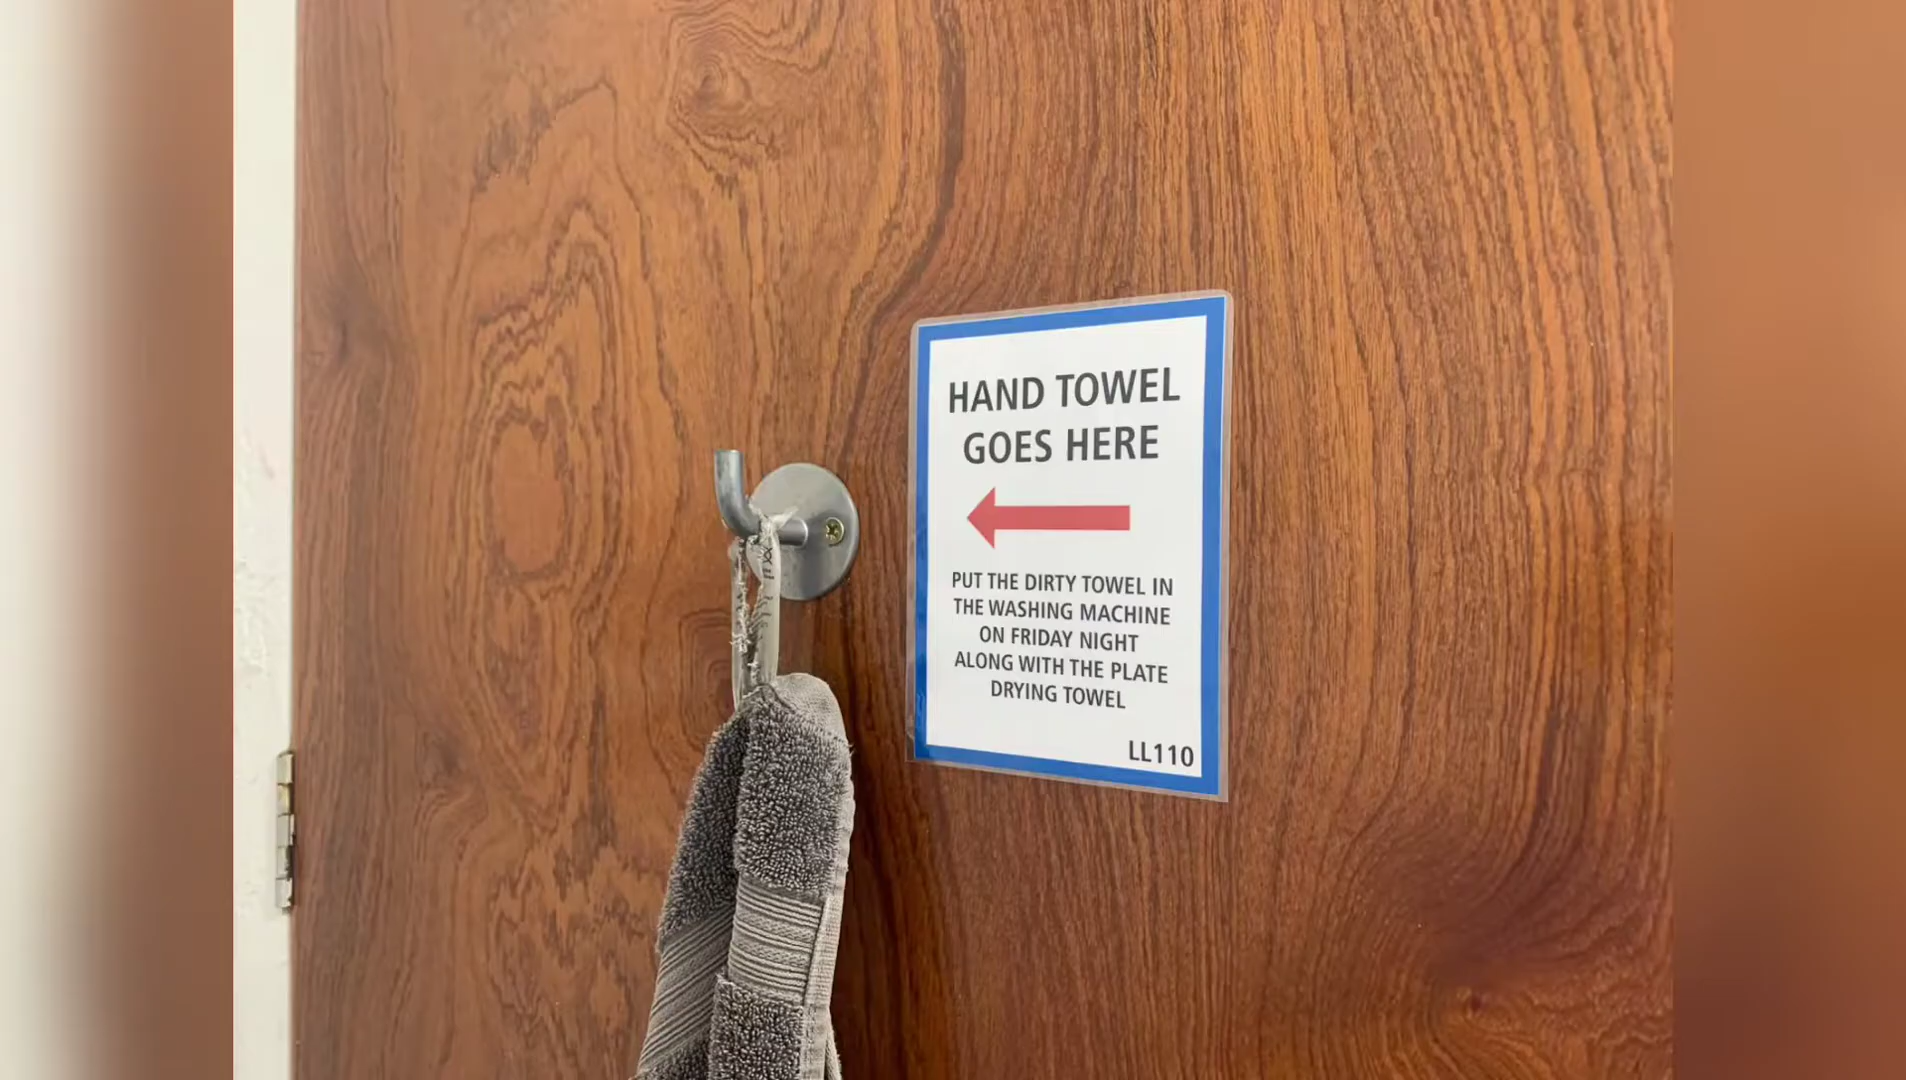 HAND TOWEL
GOES HERE
PUT THE DIRTY TOWEL IN
THE WASHING MACHINE
ON FRIDAY NIGHT
ALONG WITH THE PLATE
DRYING TOWEL
LL110